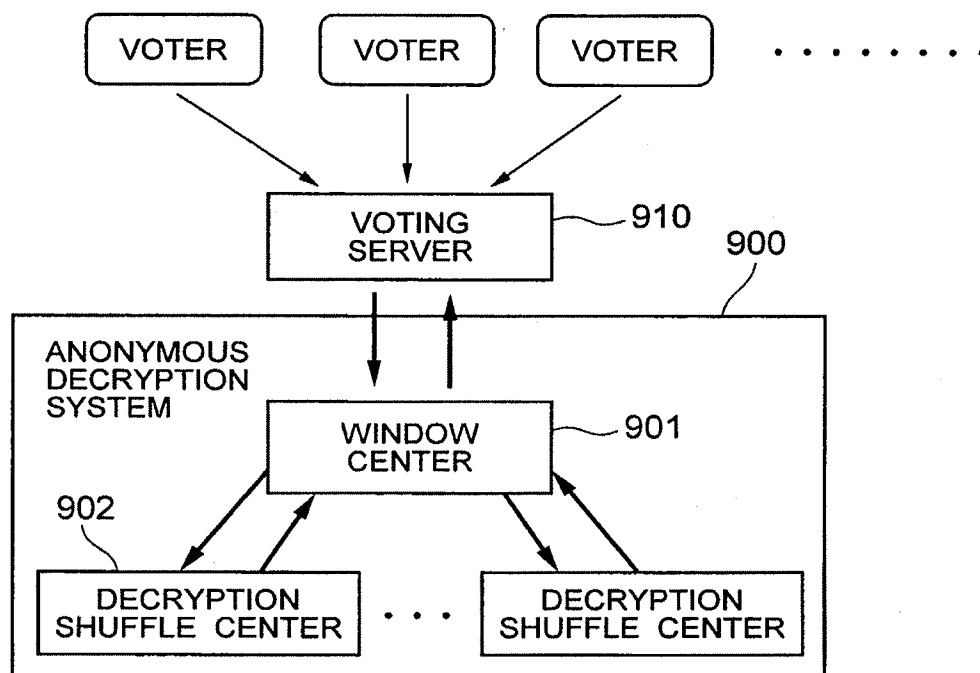 VOTER
VOTER
VOTER
. . . . . . . .
VOTING
SERVER
910
900
ANONYMOUS
DECRYPTION
SYSTEM
WINDOW
CENTER
901
902
DECRYPTION
SHUFFLE CENTER
. . .
DECRYPTION
SHUFFLE CENTER